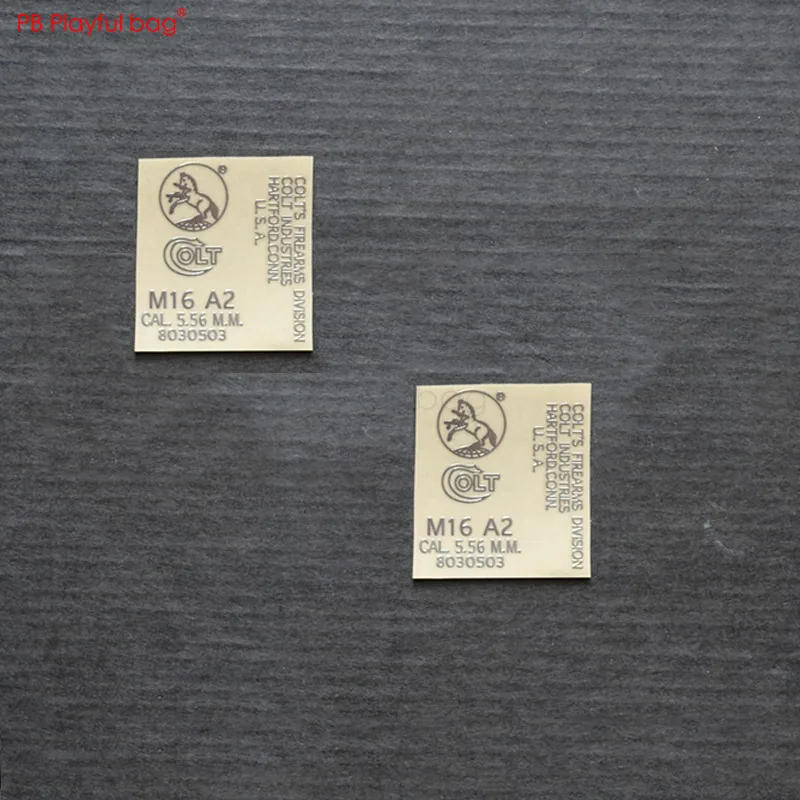 PB Playful bag®
®
COLT
M16 A2
CAL. 5.56 M.M.
8030503
COLT'S FIREARMS DIVISION
COLT INDUSTRIES
HARTFORD.CONN.
U.S.A.
®
COLT
M16 A2
CAL. 5.56 M.M.
8030503
COLT'S FIREARMS DIVISION
COLT INDUSTRIES
HARTFORD.CONN.
U.S.A.